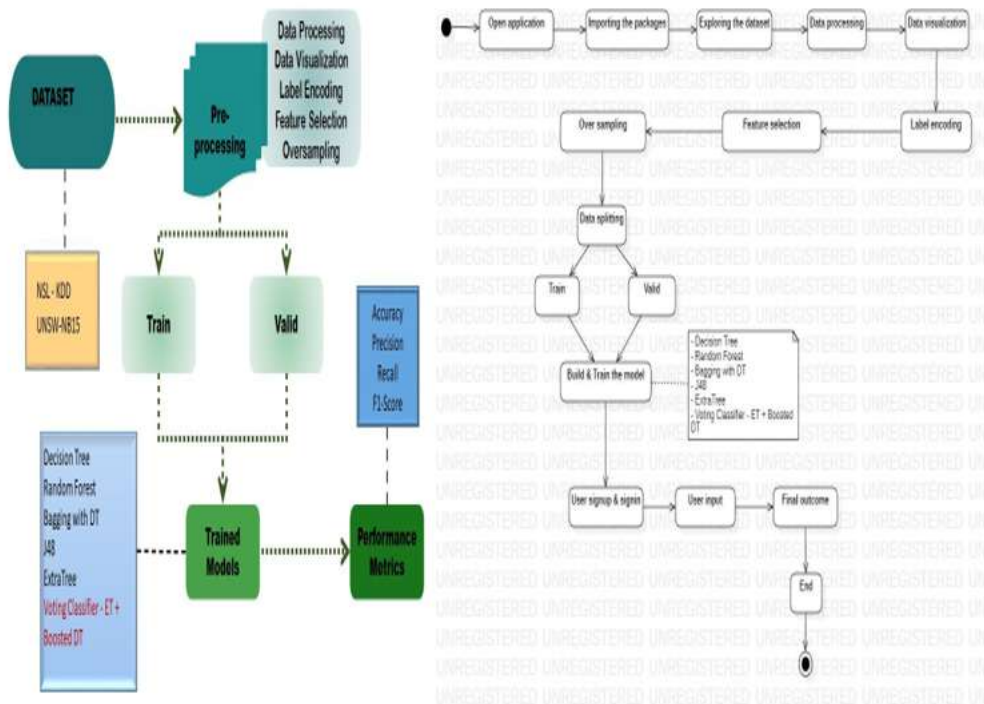 DATASET
Pre-
processing
Data Processing
Data Visualization
Label Encoding
Feature Selection
Oversampling
NSL - KDD
UNSW-NB15
Train
Valid
Accuracy
Precision
Recall
F1-Score
Decision Tree
Random Forest
Bagging with DT
J48
ExtraTree
Voting Classifier - ET +
Boosted DT
Trained
Models
Performance
Metrics
Open application
Importing the packages
Exploring the dataset
Data processing
Data visualization
Over sampling
Feature selection
Label encoding
Data splitting
Train
Valid
Build & Train the model
- Decision Tree
- Random Forest
- Bagging with DT
- J48
- ExtraTree
- Voting Classifier - ET + Boosted
DT
User signup & signin
User input
Final outcome
End
UNREGISTERED